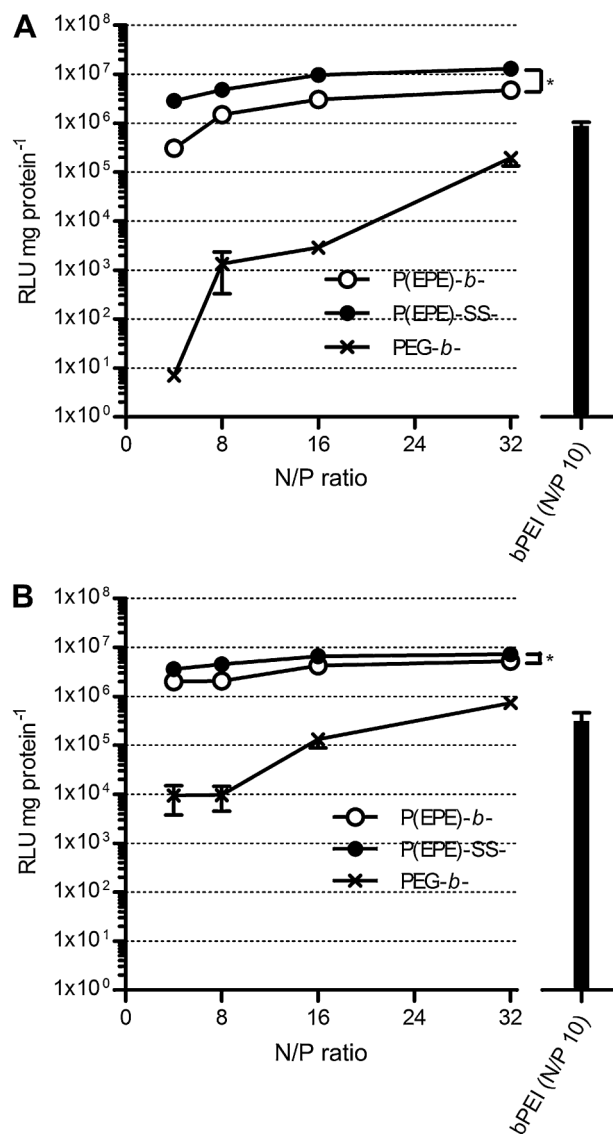 A
RLU mg protein⁻¹
1x10⁸
1x10⁷
1x10⁶
1x10⁵
1x10⁴
1x10³
1x10²
1x10¹
1x10⁰
*
P(EPE)-b-
P(EPE)-SS-
PEG-b-
0 8 16 24 32
N/P ratio
bPEI (N/P 10)
B
RLU mg protein⁻¹
1x10⁸
1x10⁷
1x10⁶
1x10⁵
1x10⁴
1x10³
1x10²
1x10¹
1x10⁰
*
P(EPE)-b-
P(EPE)-SS-
PEG-b-
0 8 16 24 32
N/P ratio
bPEI (N/P 10)